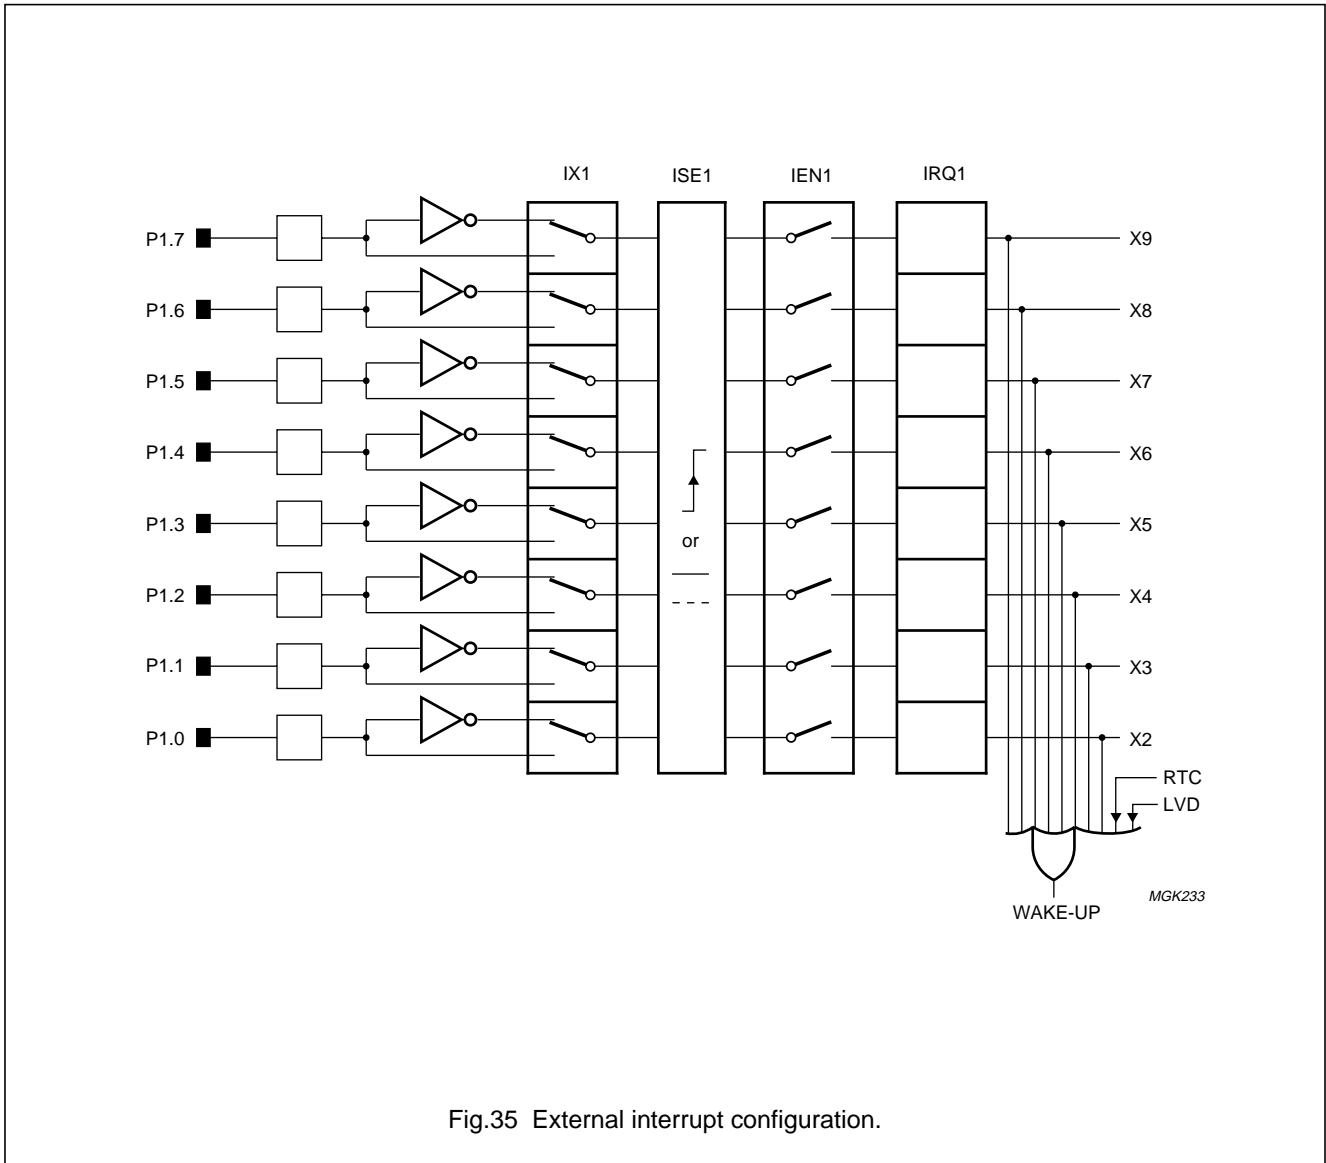 IX1 ISE1 IEN1 IRQ1
P1.7 X9
P1.6 X8
P1.5 X7
P1.4 X6
P1.3 X5
or
P1.2 X4
P1.1 X3
P1.0 X2
RTC
LVD
MGK233
WAKE-UP
Fig.35 External interrupt configuration.